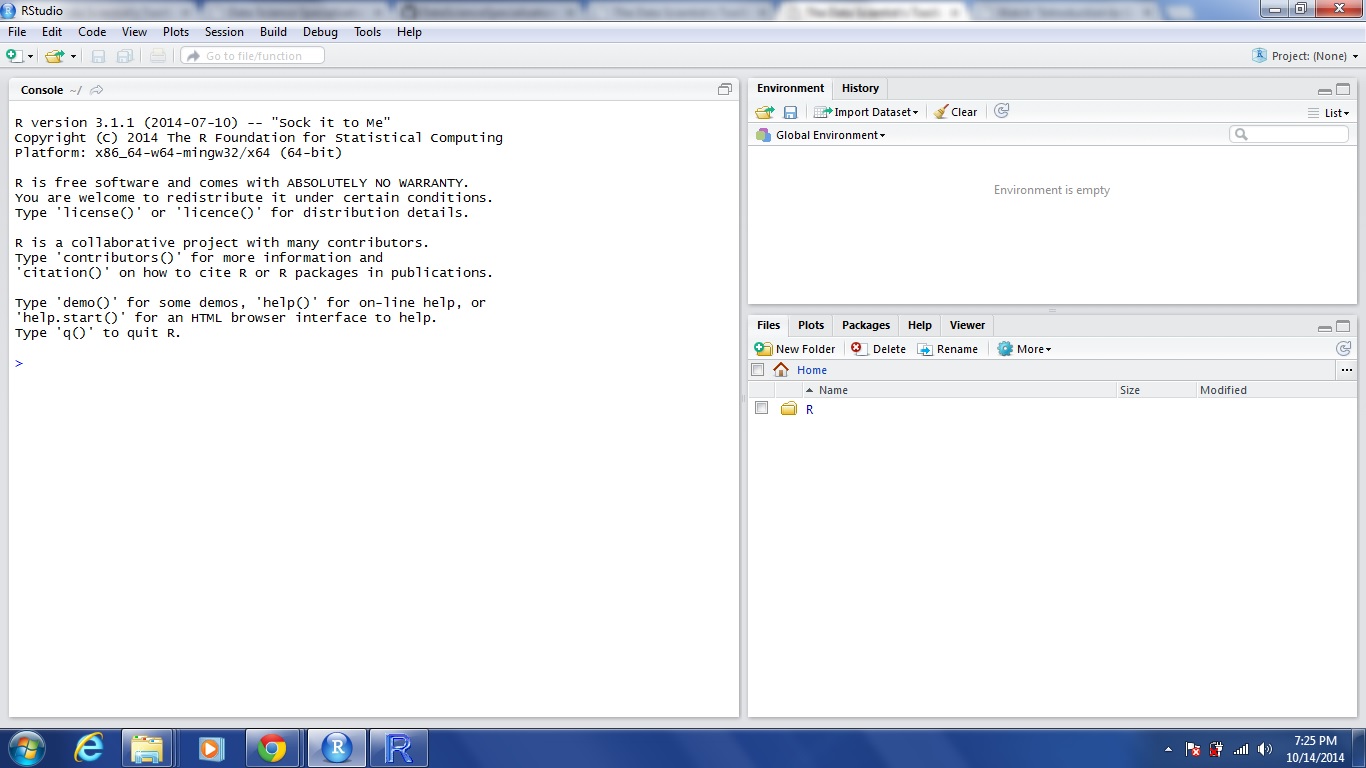 RStudio
File Edit Code View Plots Session Build Debug Tools Help
Go to file/function
Project: (None)
Console ~/
R version 3.1.1 (2014-07-10) -- "Sock it to Me"
Copyright (C) 2014 The R Foundation for Statistical Computing
Platform: x86_64-w64-mingw32/x64 (64-bit)
R is free software and comes with ABSOLUTELY NO WARRANTY.
You are welcome to redistribute it under certain conditions.
Type 'license()' or 'licence()' for distribution details.
R is a collaborative project with many contributors.
Type 'contributors()' for more information and
'citation()' on how to cite R or R packages in publications.
Type 'demo()' for some demos, 'help()' for on-line help, or
'help.start()' for an HTML browser interface to help.
Type 'q()' to quit R.
>
Environment History
Import Dataset Clear List
Global Environment
Environment is empty
Files Plots Packages Help Viewer
New Folder Delete Rename More
Home ...
Name Size Modified
R
7:25 PM
10/14/2014